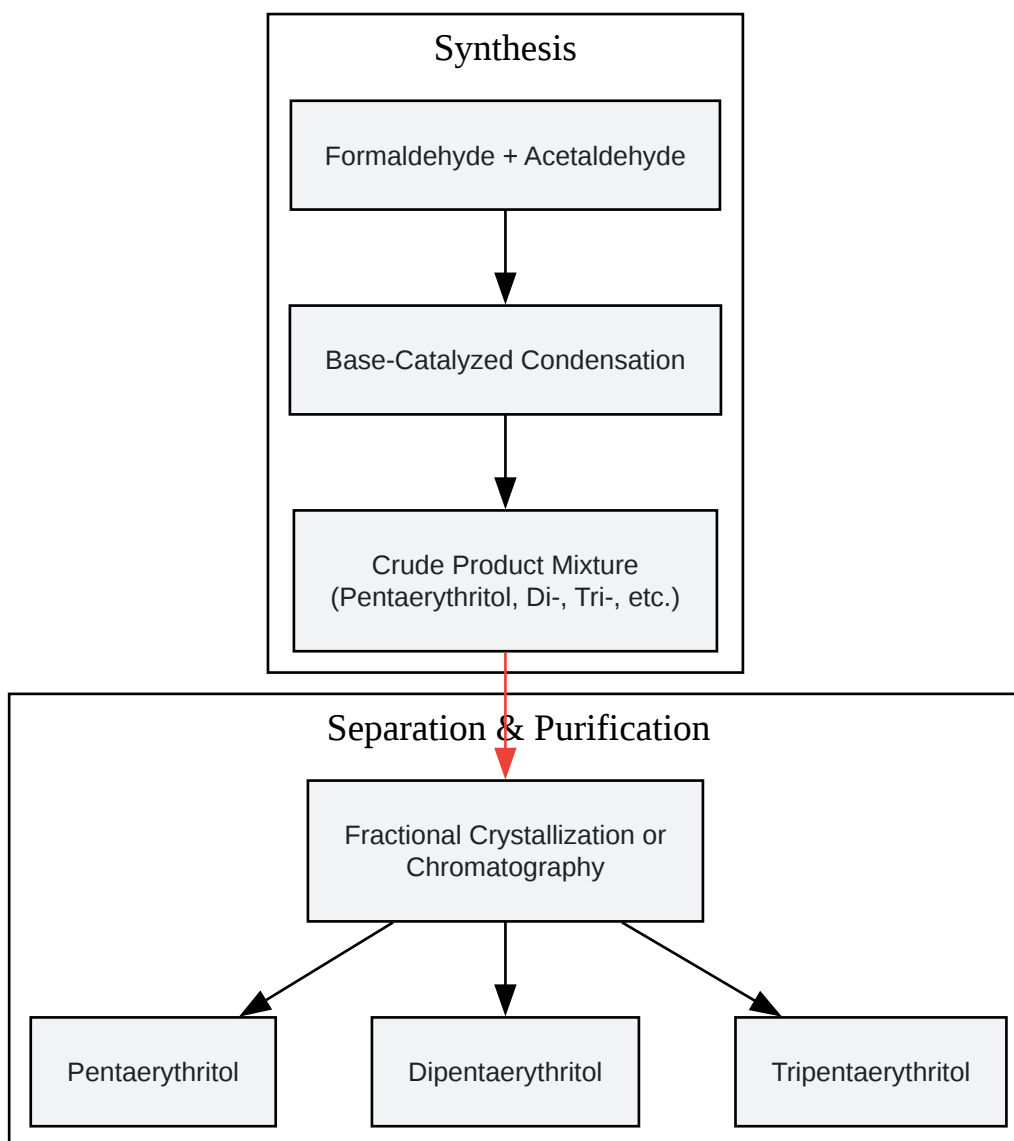 Synthesis
Formaldehyde + Acetaldehyde
Base-Catalyzed Condensation
Crude Product Mixture
(Pentaerythritol, Di-, Tri-, etc.)
Separation & Purification
Fractional Crystallization or
Chromatography
Pentaerythritol
Dipentaerythritol
Tripentaerythritol